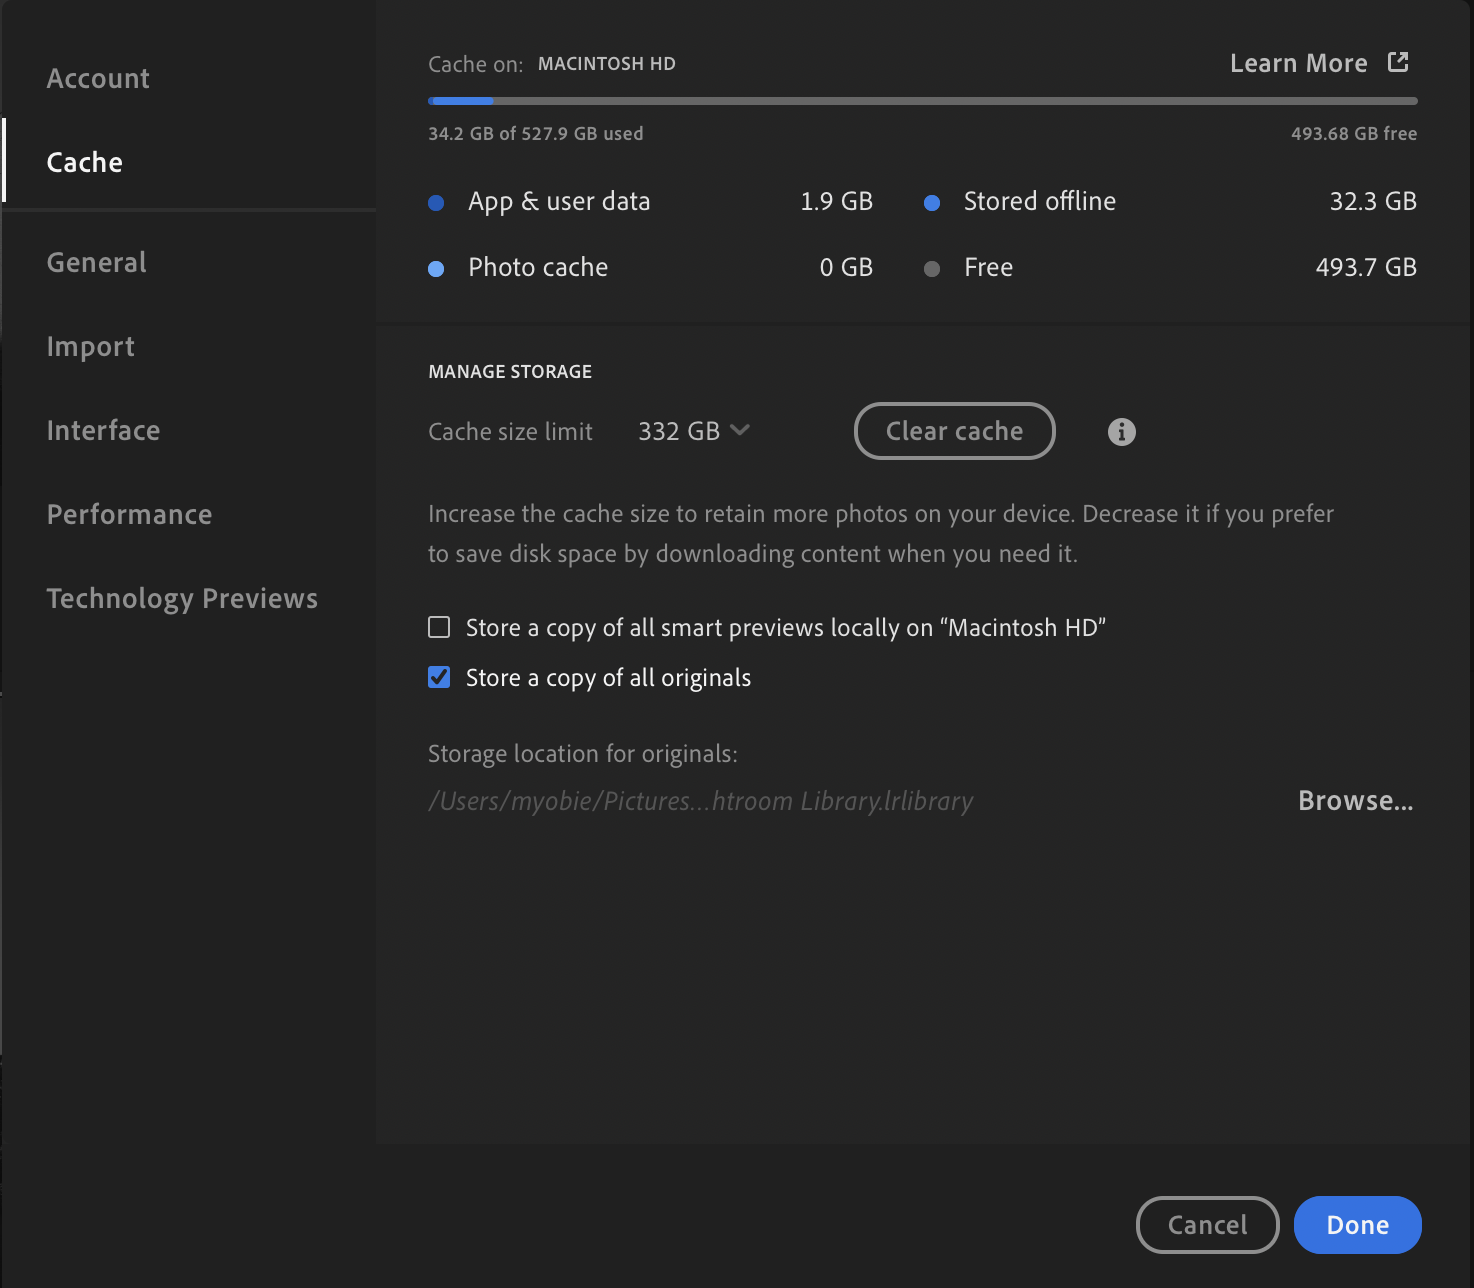 Account
Cache
General
Import
Interface
Performance
Technology Previews
Cache on: MACINTOSH HD
Learn More
34.2 GB of 527.9 GB used
493.68 GB free
App & user data 1.9 GB
Stored offline 32.3 GB
Photo cache 0 GB
Free 493.7 GB
MANAGE STORAGE
Cache size limit 332 GB
Clear cache
Increase the cache size to retain more photos on your device. Decrease it if you prefer
to save disk space by downloading content when you need it.
Store a copy of all smart previews locally on “Macintosh HD”
Store a copy of all originals
Storage location for originals:
/Users/myobie/Pictures...htroom Library.lrlibrary
Browse...
Cancel
Done